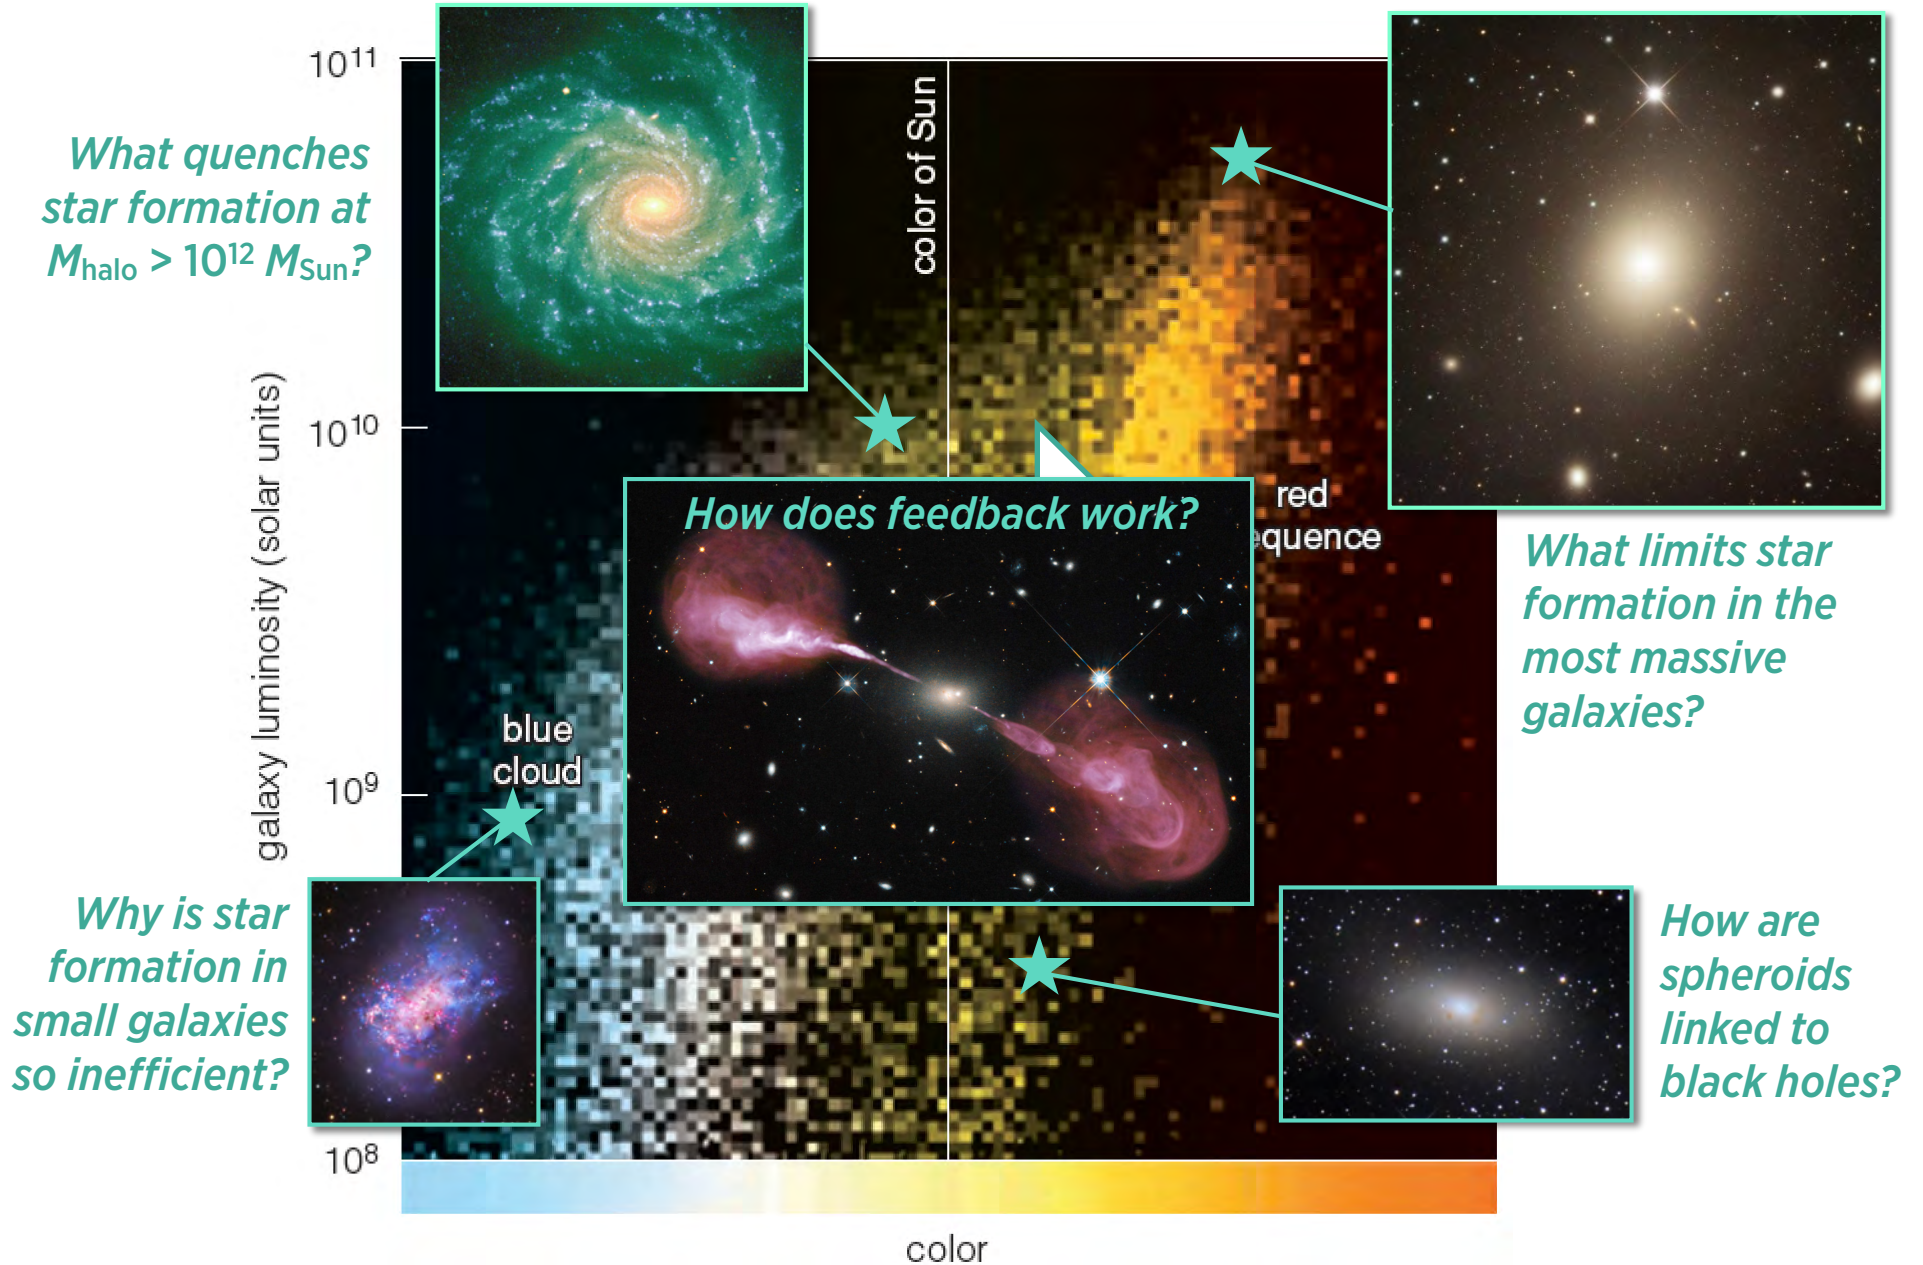 10¹¹
What quenches
star formation at
Mhalo > 10¹² MSun?
color of Sun
galaxy luminosity (solar units)
10¹⁰
How does feedback work?
red
equence
What limits star
formation in the
most massive
galaxies?
blue
cloud
10⁹
Why is star
formation in
small galaxies
so inefficient?
How are
spheroids
linked to
black holes?
10⁸
color